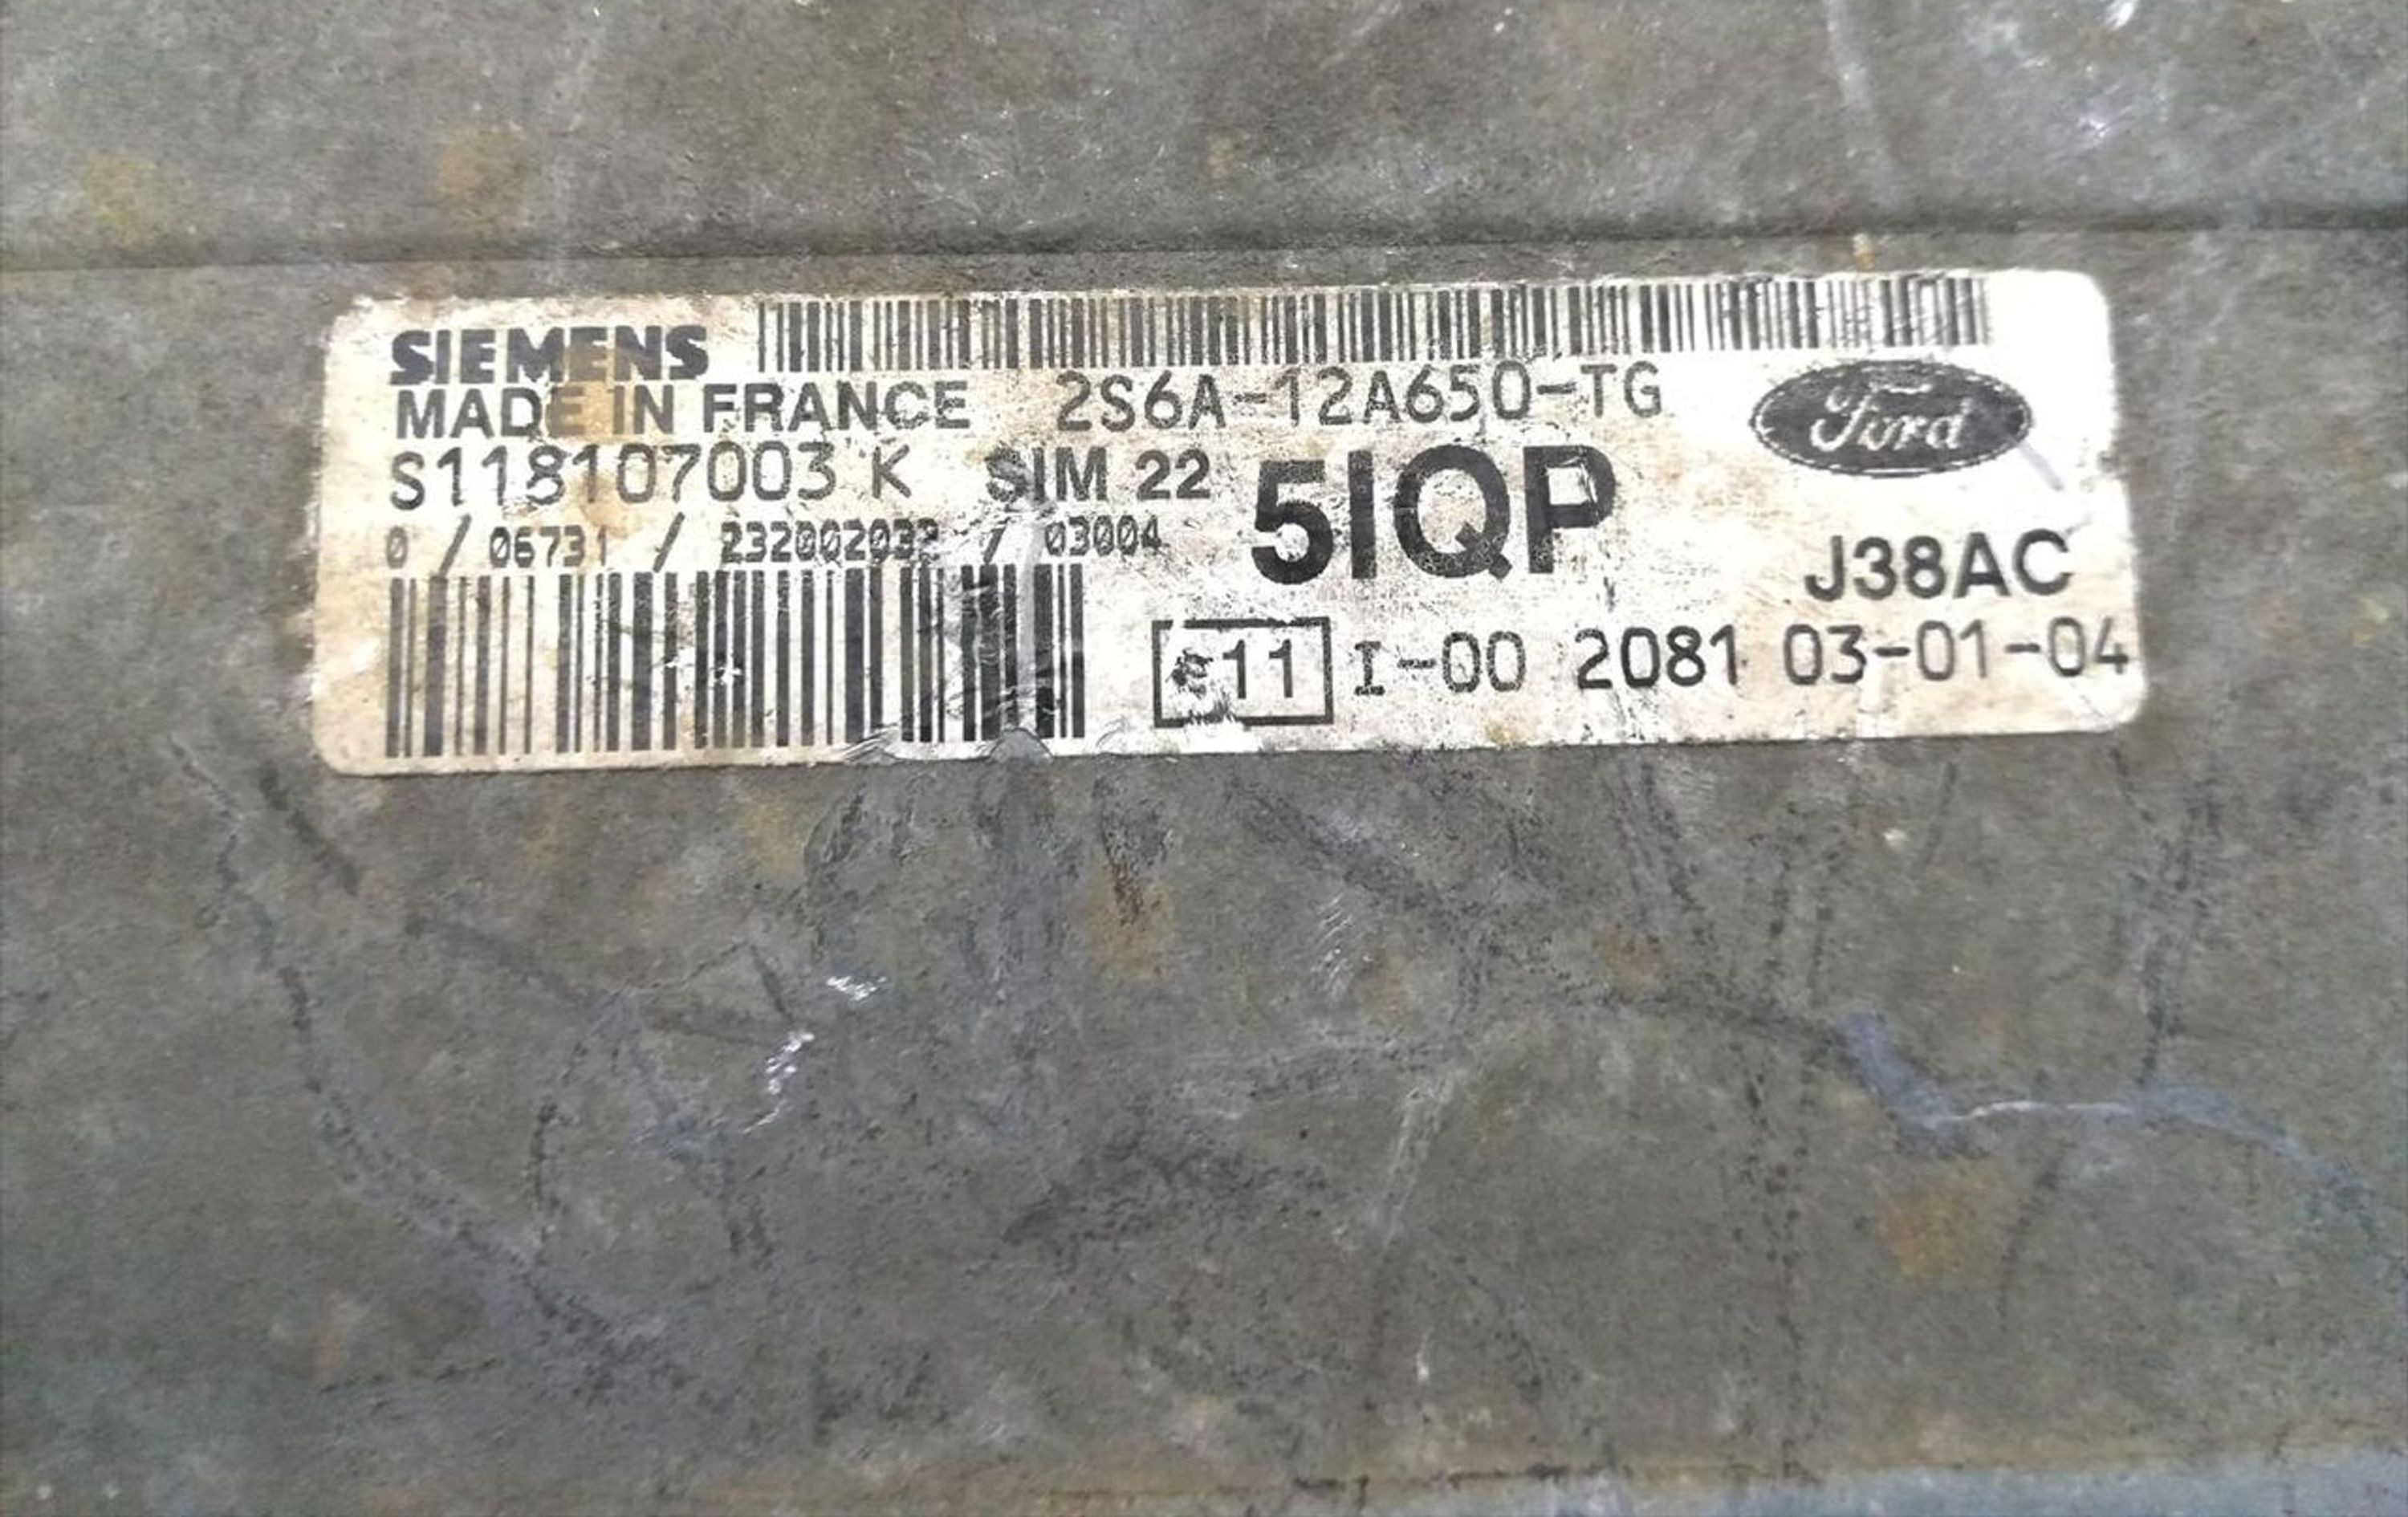 SIEMENS
MADE IN FRANCE 2S6A-12A650-TG
Ford
S118107003 K SIM 22 5IQP
0 / 06731 / 232002032 / 03004
J38AC
e11 I-00 2081 03-01-04